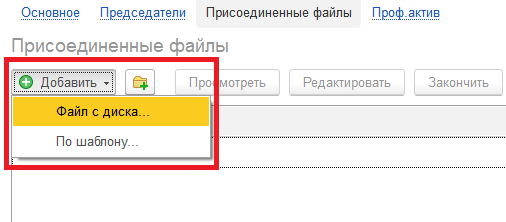 Основное Председатели Присоединенные файлы Проф.актив
Присоединенные файлы
Добавить Просмотреть Редактировать Закончить
Файл с диска...
По шаблону...